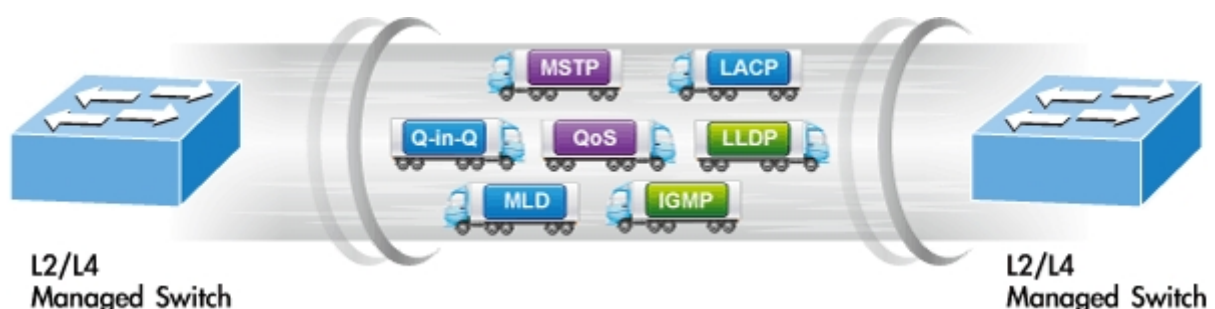 MSTP
LACP
Q-in-Q
QoS
LLDP
MLD
IGMP
L2/L4
Managed Switch
L2/L4
Managed Switch